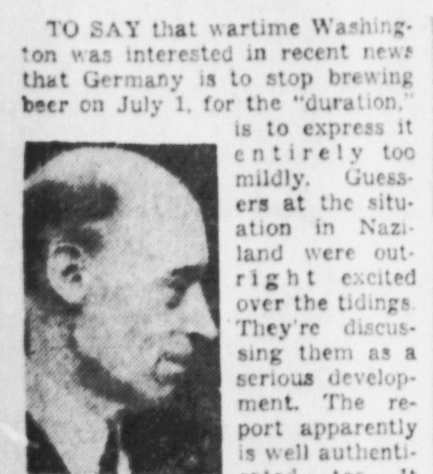 TO SAY that wartime Washing-
ton was interested in recent news
that Germany is to stop brewing
beer on July 1, for the "duration,"
is to express it
entirely too
mildly. Guess-
ers at the situ-
ation in Nazi-
land were out-
right excited
over the tidings.
They're discus-
sing them as a
serious develop-
ment. The re-
port apparently
is well authenti-